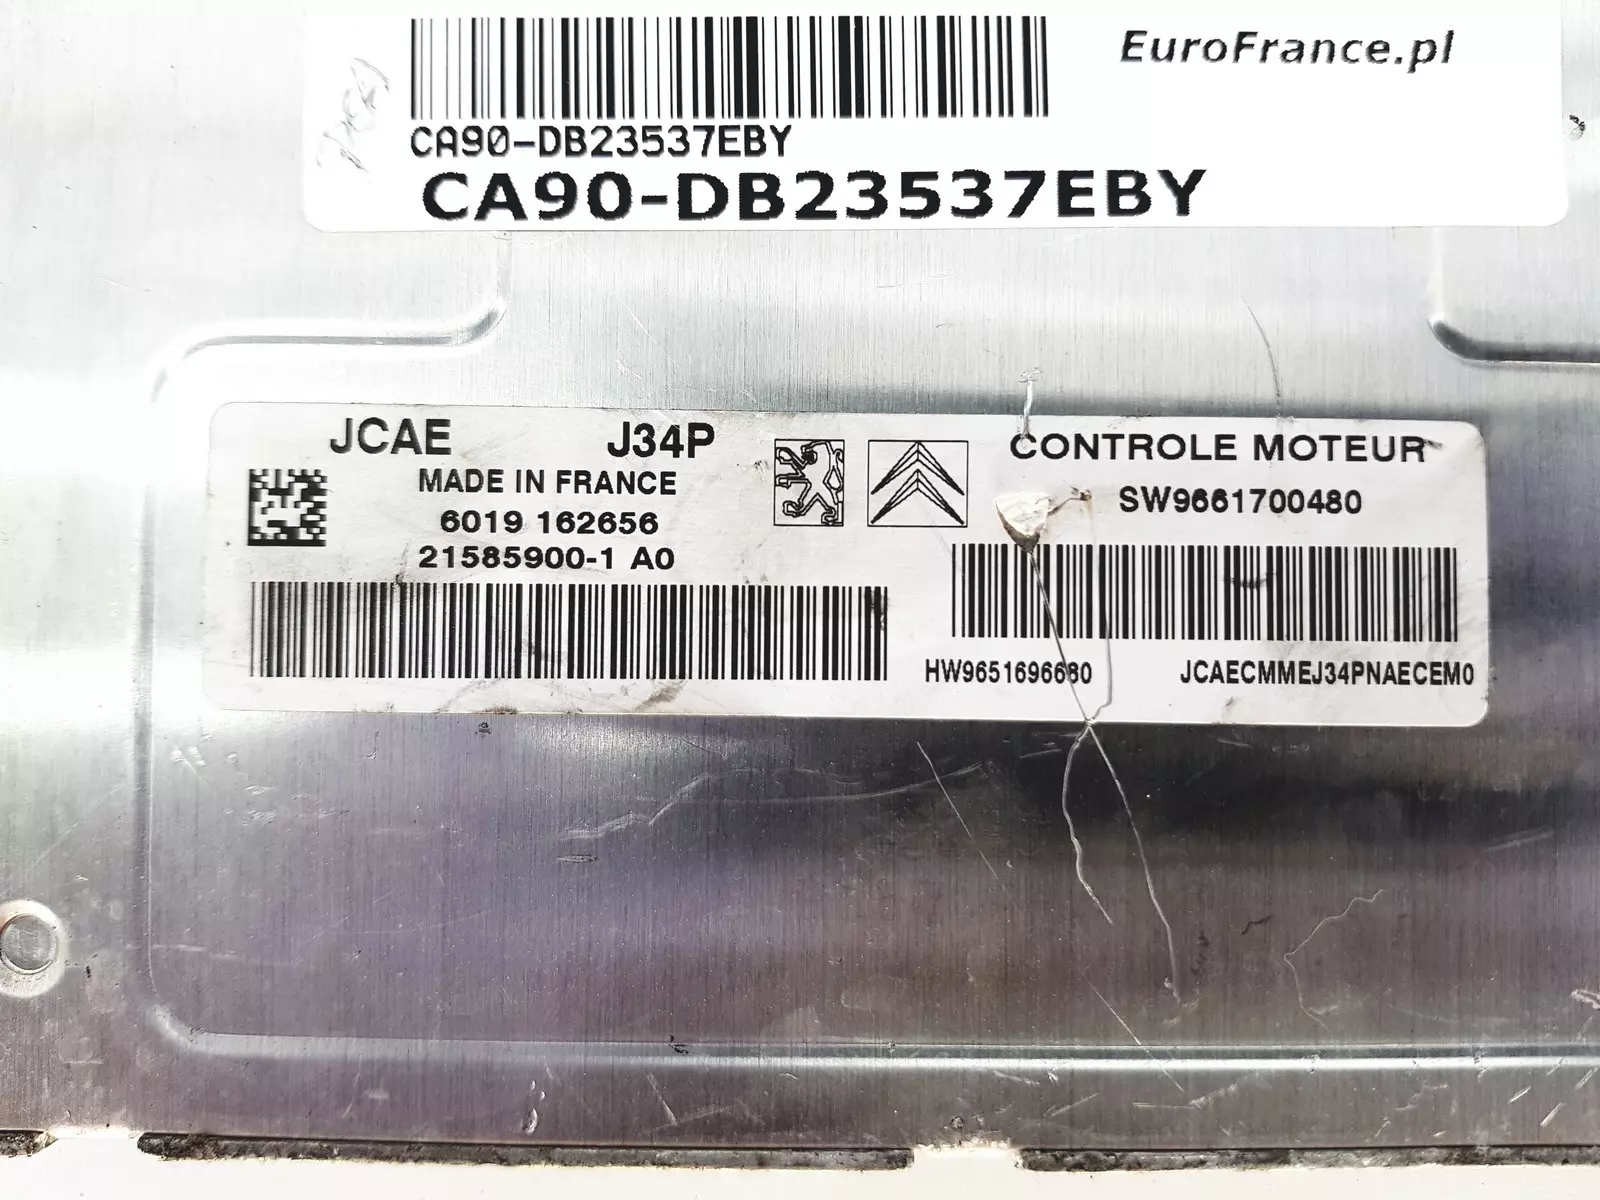 EuroFrance.pl
CA90-DB23537EBY
CA90-DB23537EBY
JCAE J34P
MADE IN FRANCE
6019 162656
21585900-1 A0
CONTROLE MOTEUR
SW9661700480
HW9651696680 JCAECMMEJ34PNAECEM0